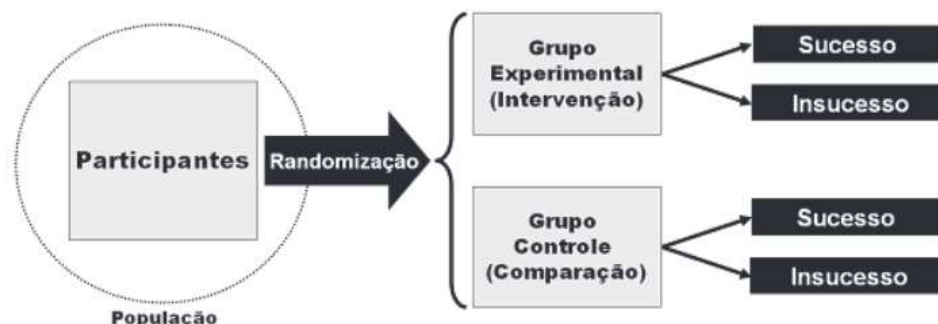 Participantes
População
Randomização
Grupo
Experimental
(Intervenção)
Sucesso
Insucesso
Grupo
Controle
(Comparação)
Sucesso
Insucesso